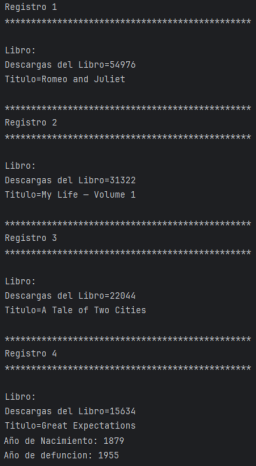 Registro 1
************************************************
Libro:
Descargas del Libro=54976
Titulo=Romeo and Juliet
************************************************
Registro 2
************************************************
Libro:
Descargas del Libro=31322
Titulo=My Life — Volume 1
************************************************
Registro 3
************************************************
Libro:
Descargas del Libro=22044
Titulo=A Tale of Two Cities
************************************************
Registro 4
************************************************
Libro:
Descargas del Libro=15634
Titulo=Great Expectations
Año de Nacimiento: 1879
Año de defuncion: 1955